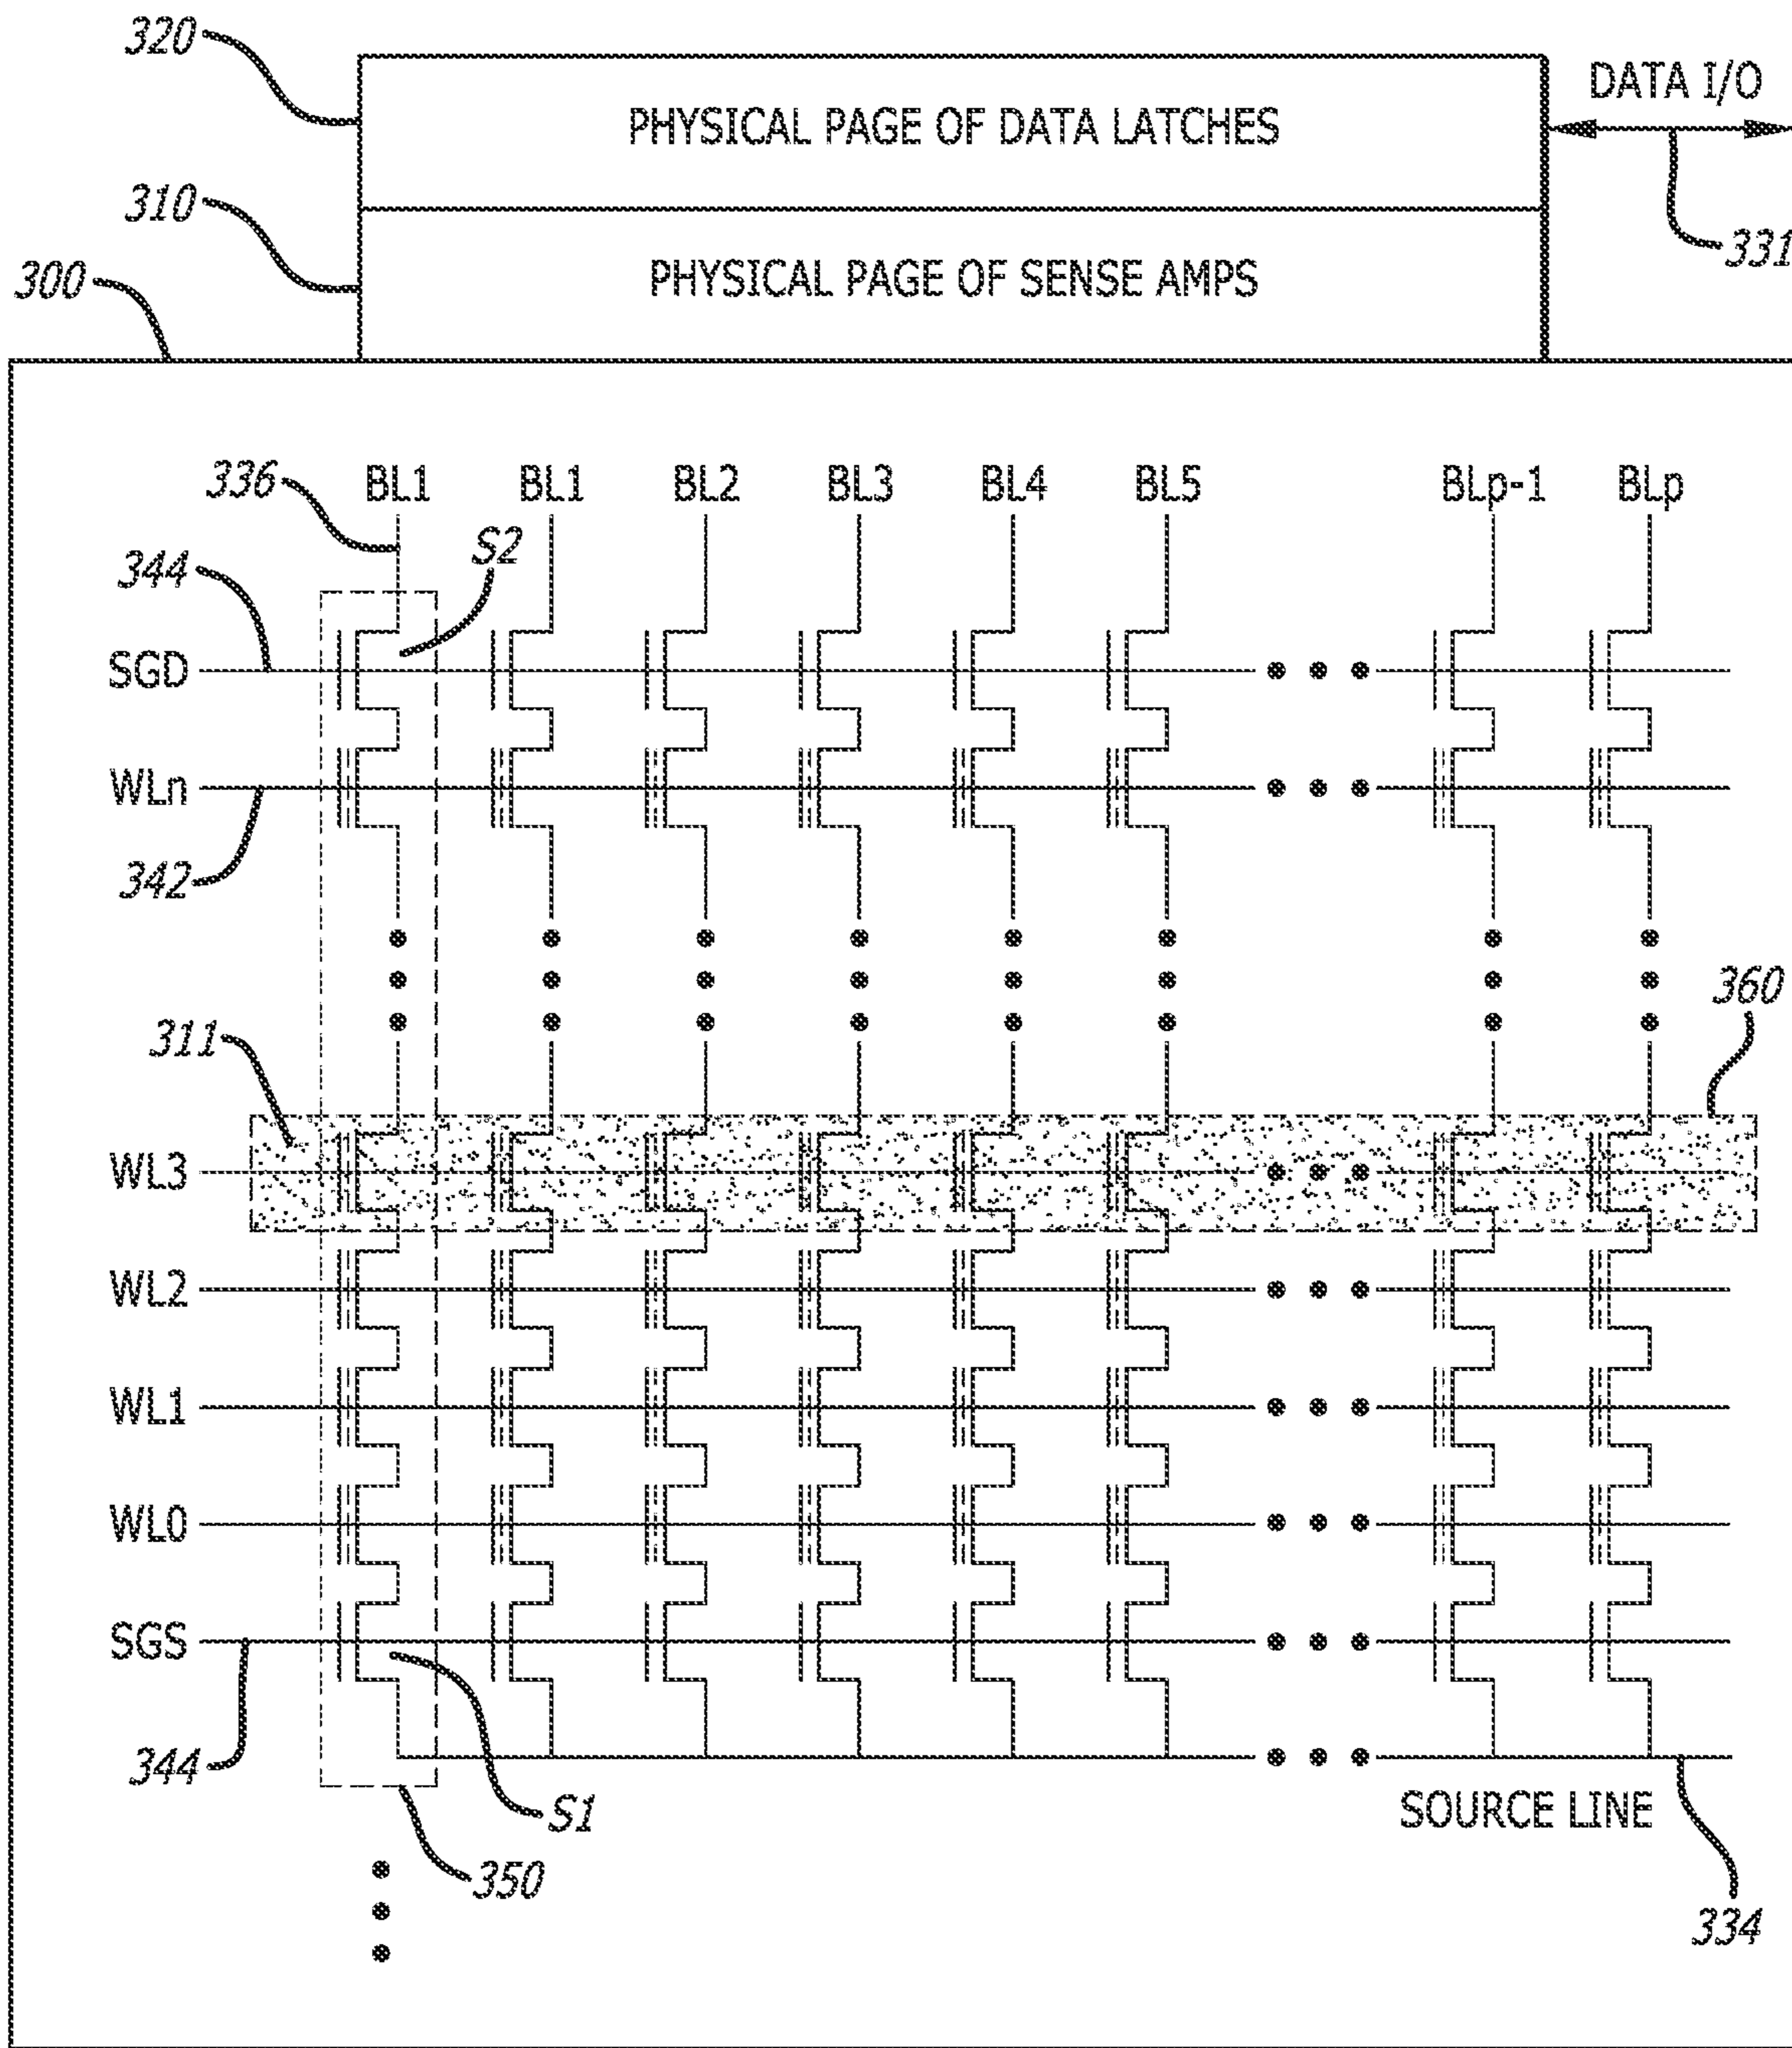 320
DATA I/O
PHYSICAL PAGE OF DATA LATCHES
310
331
PHYSICAL PAGE OF SENSE AMPS
300
336 BL1 BL1 BL2 BL3 BL4 BL5 BLp-1 BLp
S2
344
SGD
WLn
342
360
311
WL3
WL2
WL1
WL0
SGS
344
S1
SOURCE LINE
350
334